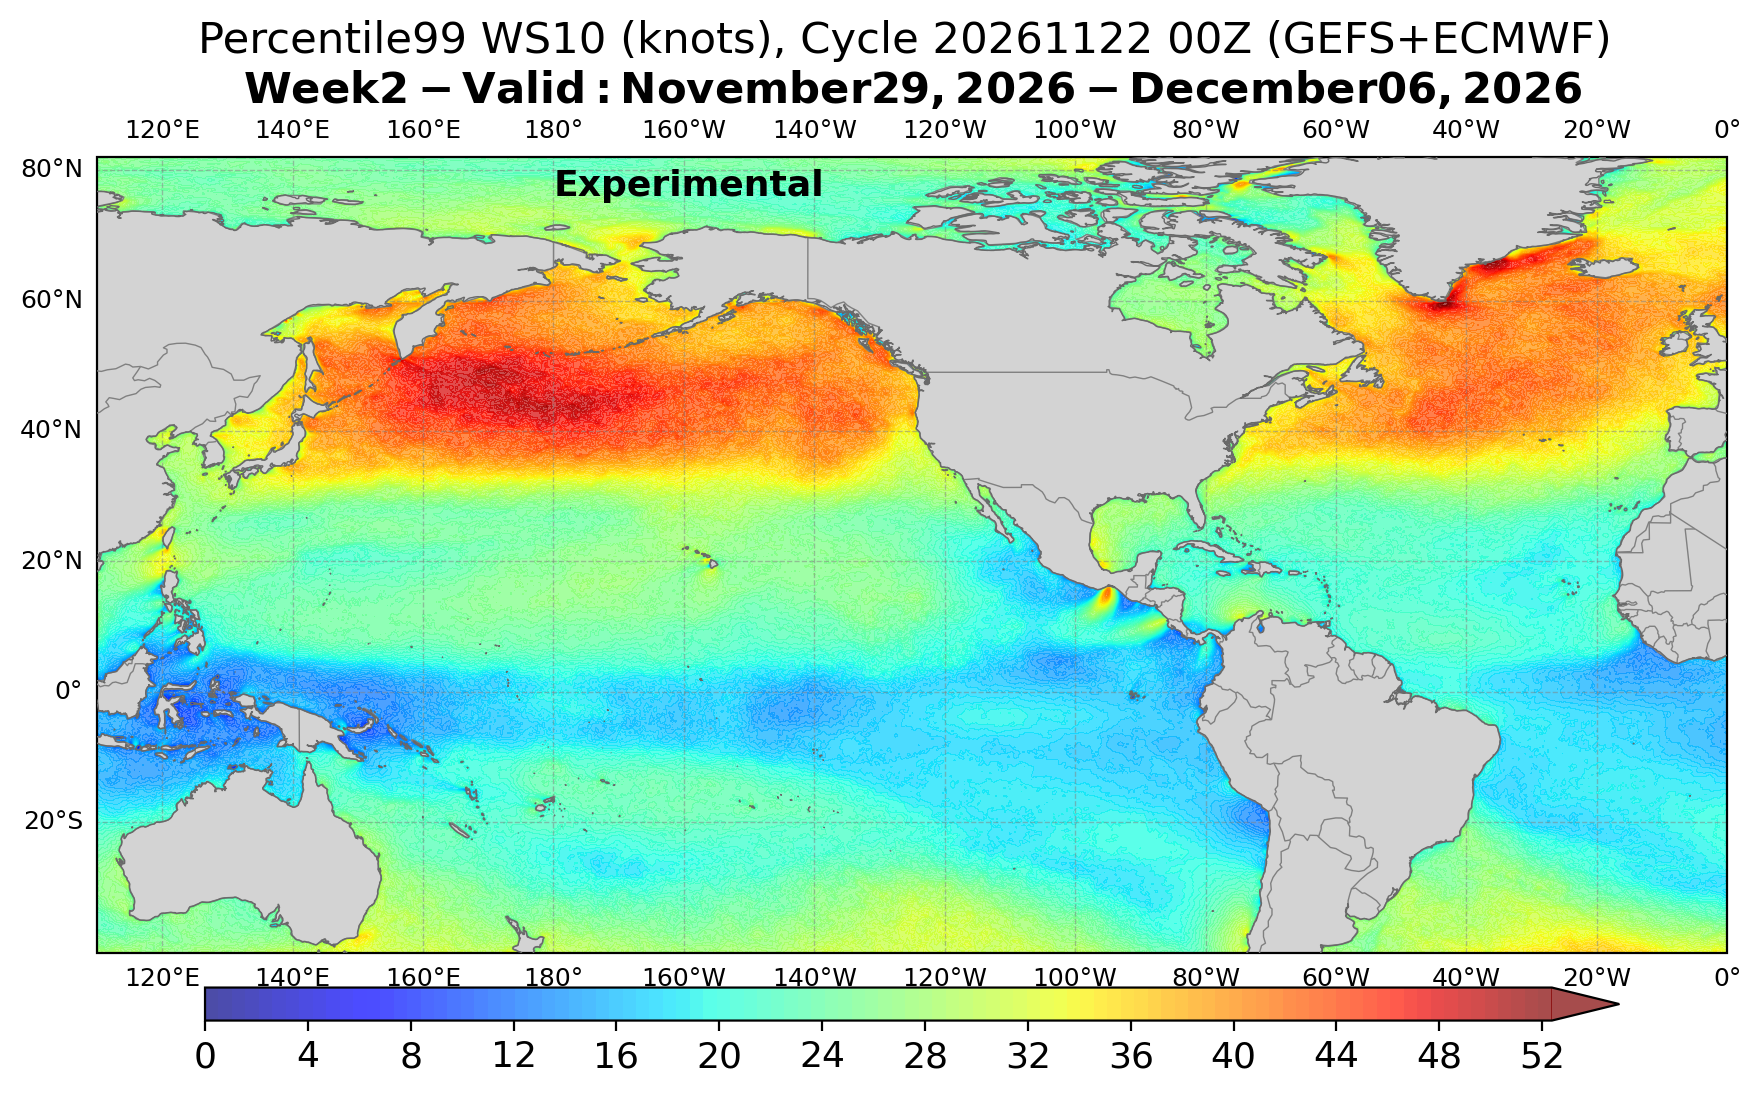 Percentile99 WS10 (knots), Cycle 20261122 00Z (GEFS+ECMWF)
Week2 − Valid : November29, 2026 − December06, 2026
120°E 140°E 160°E 180° 160°W 140°W 120°W 100°W 80°W 60°W 40°W 20°W 0°
80°N
Experimental
60°N
40°N
20°N
0°
20°S
120°E 140°E 160°E 180° 160°W 140°W 120°W 100°W 80°W 60°W 40°W 20°W 0°
0 4 8 12 16 20 24 28 32 36 40 44 48 52